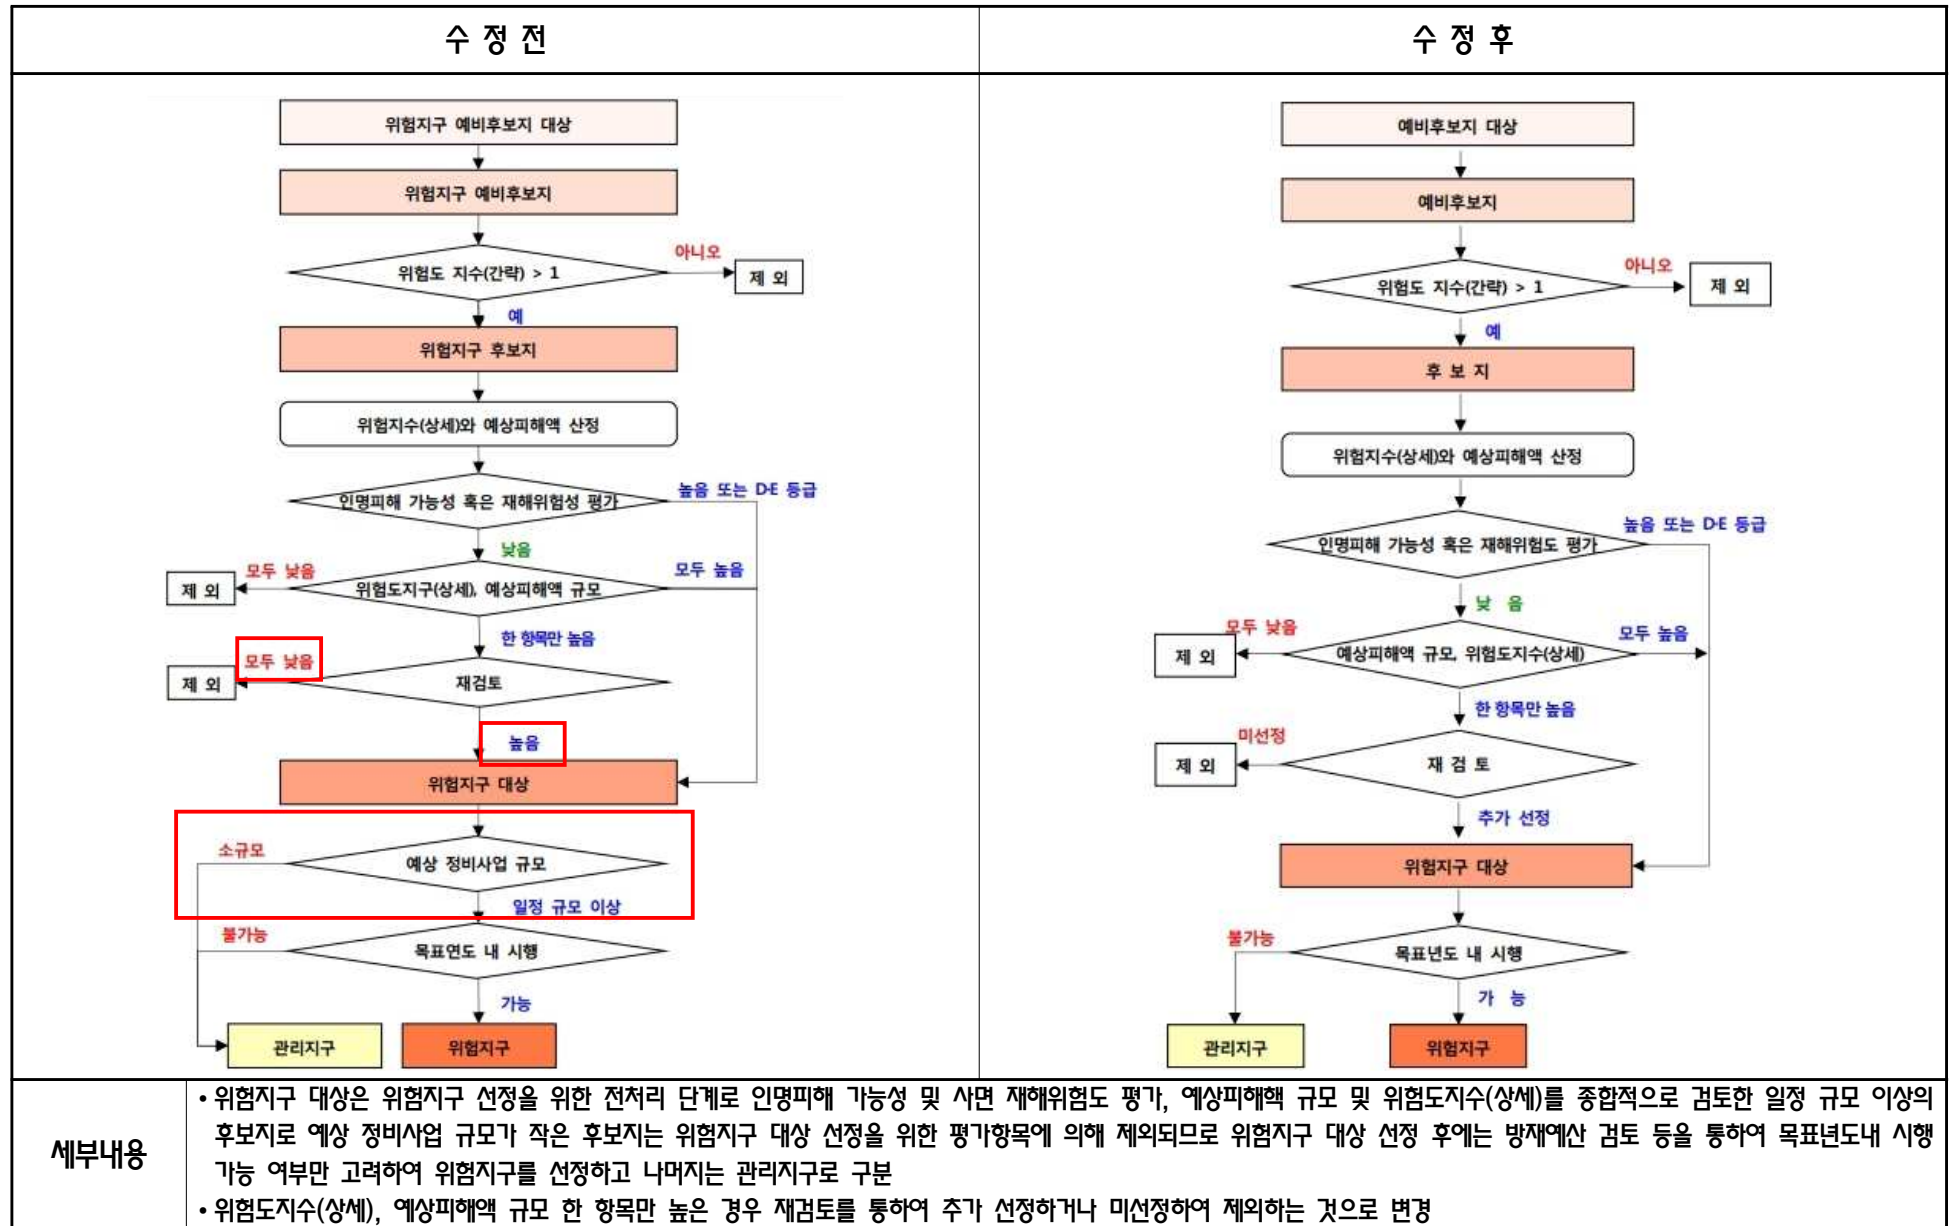 수 정 전
수 정 후
위험지구 예비후보지 대상
위험지구 예비후보지
위험도 지수(간략) > 1
아니오
제 외
예
위험지구 후보지
위험지수(상세)와 예상피해액 산정
인명피해 가능성 혹은 재해위험성 평가
높음 또는 D·E 등급
낮음
모두 낮음
제 외
위험도지구(상세), 예상피해액 규모
모두 높음
한 항목만 높음
모두 낮음
제 외
재검토
높음
위험지구 대상
소규모
예상 정비사업 규모
일정 규모 이상
불가능
목표연도 내 시행
가능
관리지구
위험지구
예비후보지 대상
예비후보지
위험도 지수(간략) > 1
아니오
제 외
예
후 보 지
위험지수(상세)와 예상피해액 산정
인명피해 가능성 혹은 재해위험도 평가
높음 또는 D·E 등급
낮 음
모두 낮음
제 외
예상피해액 규모, 위험도지수(상세)
모두 높음
한 항목만 높음
미선정
제 외
재 검 토
추가 선정
위험지구 대상
불가능
목표년도 내 시행
가 능
관리지구
위험지구
세부내용
• 위험지구 대상은 위험지구 선정을 위한 전처리 단계로 인명피해 가능성 및 사면 재해위험도 평가, 예상피해핵 규모 및 위험도지수(상세)를 종합적으로 검토한 일정 규모 이상의
후보지로 예상 정비사업 규모가 작은 후보지는 위험지구 대상 선정을 위한 평가항목에 의해 제외되므로 위험지구 대상 선정 후에는 방재예산 검토 등을 통하여 목표년도내 시행
가능 여부만 고려하여 위험지구를 선정하고 나머지는 관리지구로 구분
• 위험도지수(상세), 예상피해액 규모 한 항목만 높은 경우 재검토를 통하여 추가 선정하거나 미선정하여 제외하는 것으로 변경